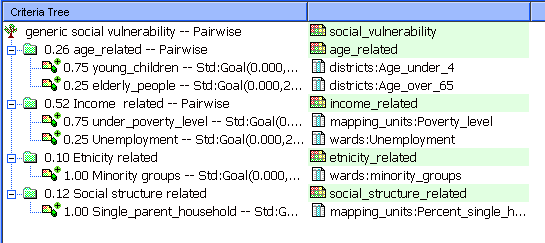 Criteria Tree
generic social vulnerability -- Pairwise social_vulnerability
0.26 age_related -- Pairwise age_related
0.75 young_children -- Std:Goal(0.000,... districts:Age_under_4
0.25 elderly_people -- Std:Goal(0.000,2... districts:Age_over_65
0.52 Income related -- Pairwise income_related
0.75 under_poverty_level -- Std:Goal(0.0... mapping_units:Poverty_level
0.25 Unemployment -- Std:Goal(0.000,2... wards:Unemployment
0.10 Etnicity related etnicity_related
1.00 Minority groups -- Std:Goal(0.000,... wards:minority_groups
0.12 Social structure related social_structure_related
1.00 Single_parent_household -- Std:G... mapping_units:Percent_single_h...